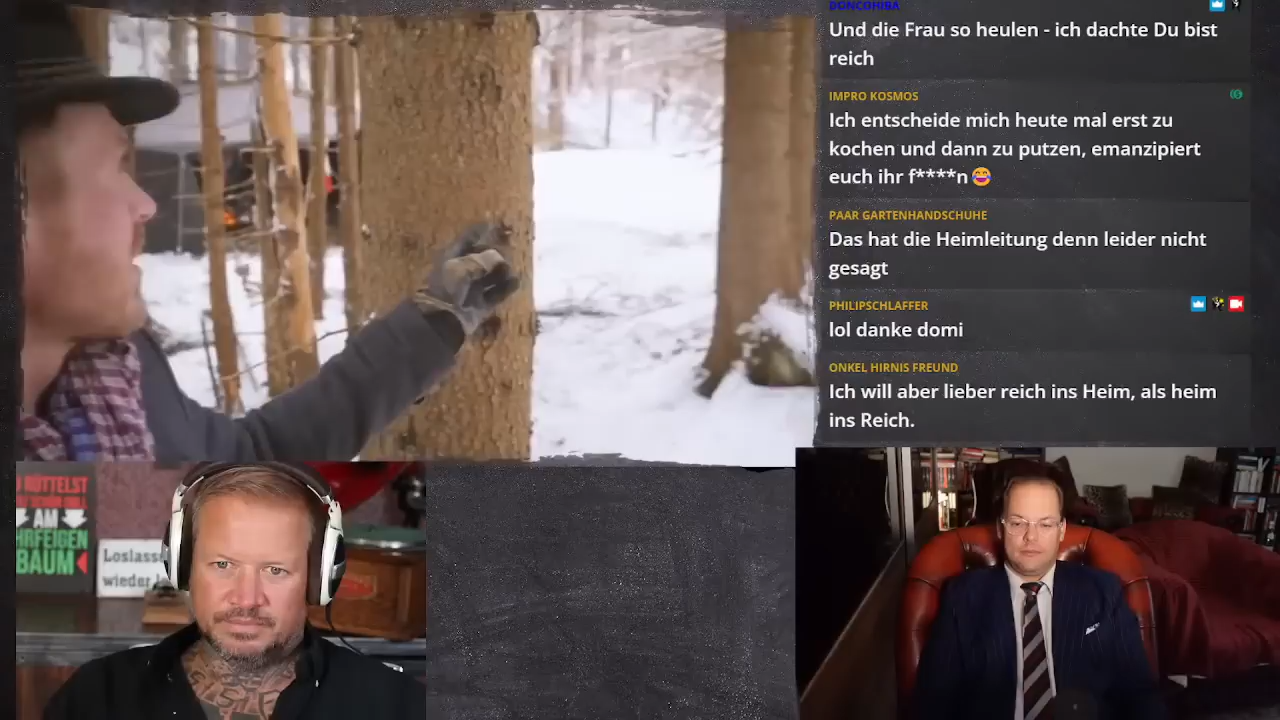 DONCOHIBA
Und die Frau so heulen - ich dachte Du bist
reich
IMPRO KOSMOS
Ich entscheide mich heute mal erst zu
kochen und dann zu putzen, emanzipiert
euch ihr f****n😂
PAAR GARTENHANDSCHUHE
Das hat die Heimleitung denn leider nicht
gesagt
PHILIPSCHLAFFER
lol danke domi
ONKEL HIRNIS FREUND
Ich will aber lieber reich ins Heim, als heim
ins Reich.
AM
BAUM
Loslass
wieder